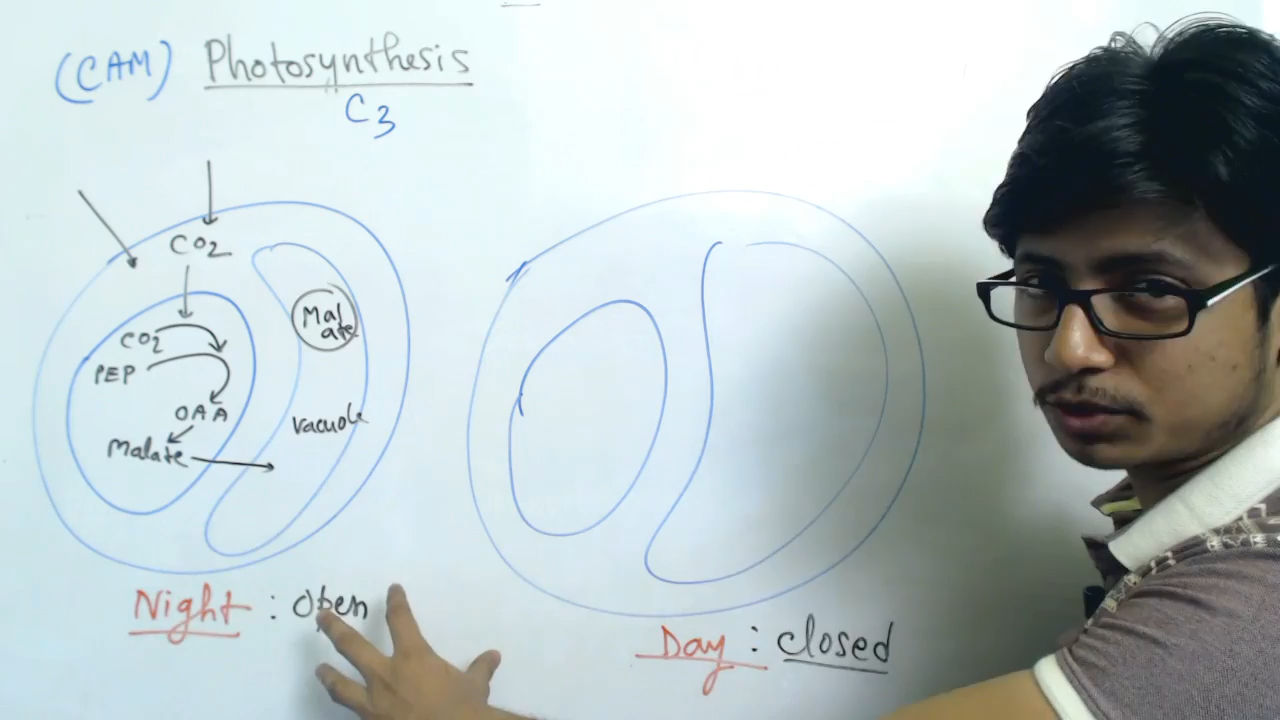 (CAM) Photosynthesis
C3
CO2
CO2
PEP
OAA
Malate
Mal
ate
vacuole
Night : Open
Day : closed